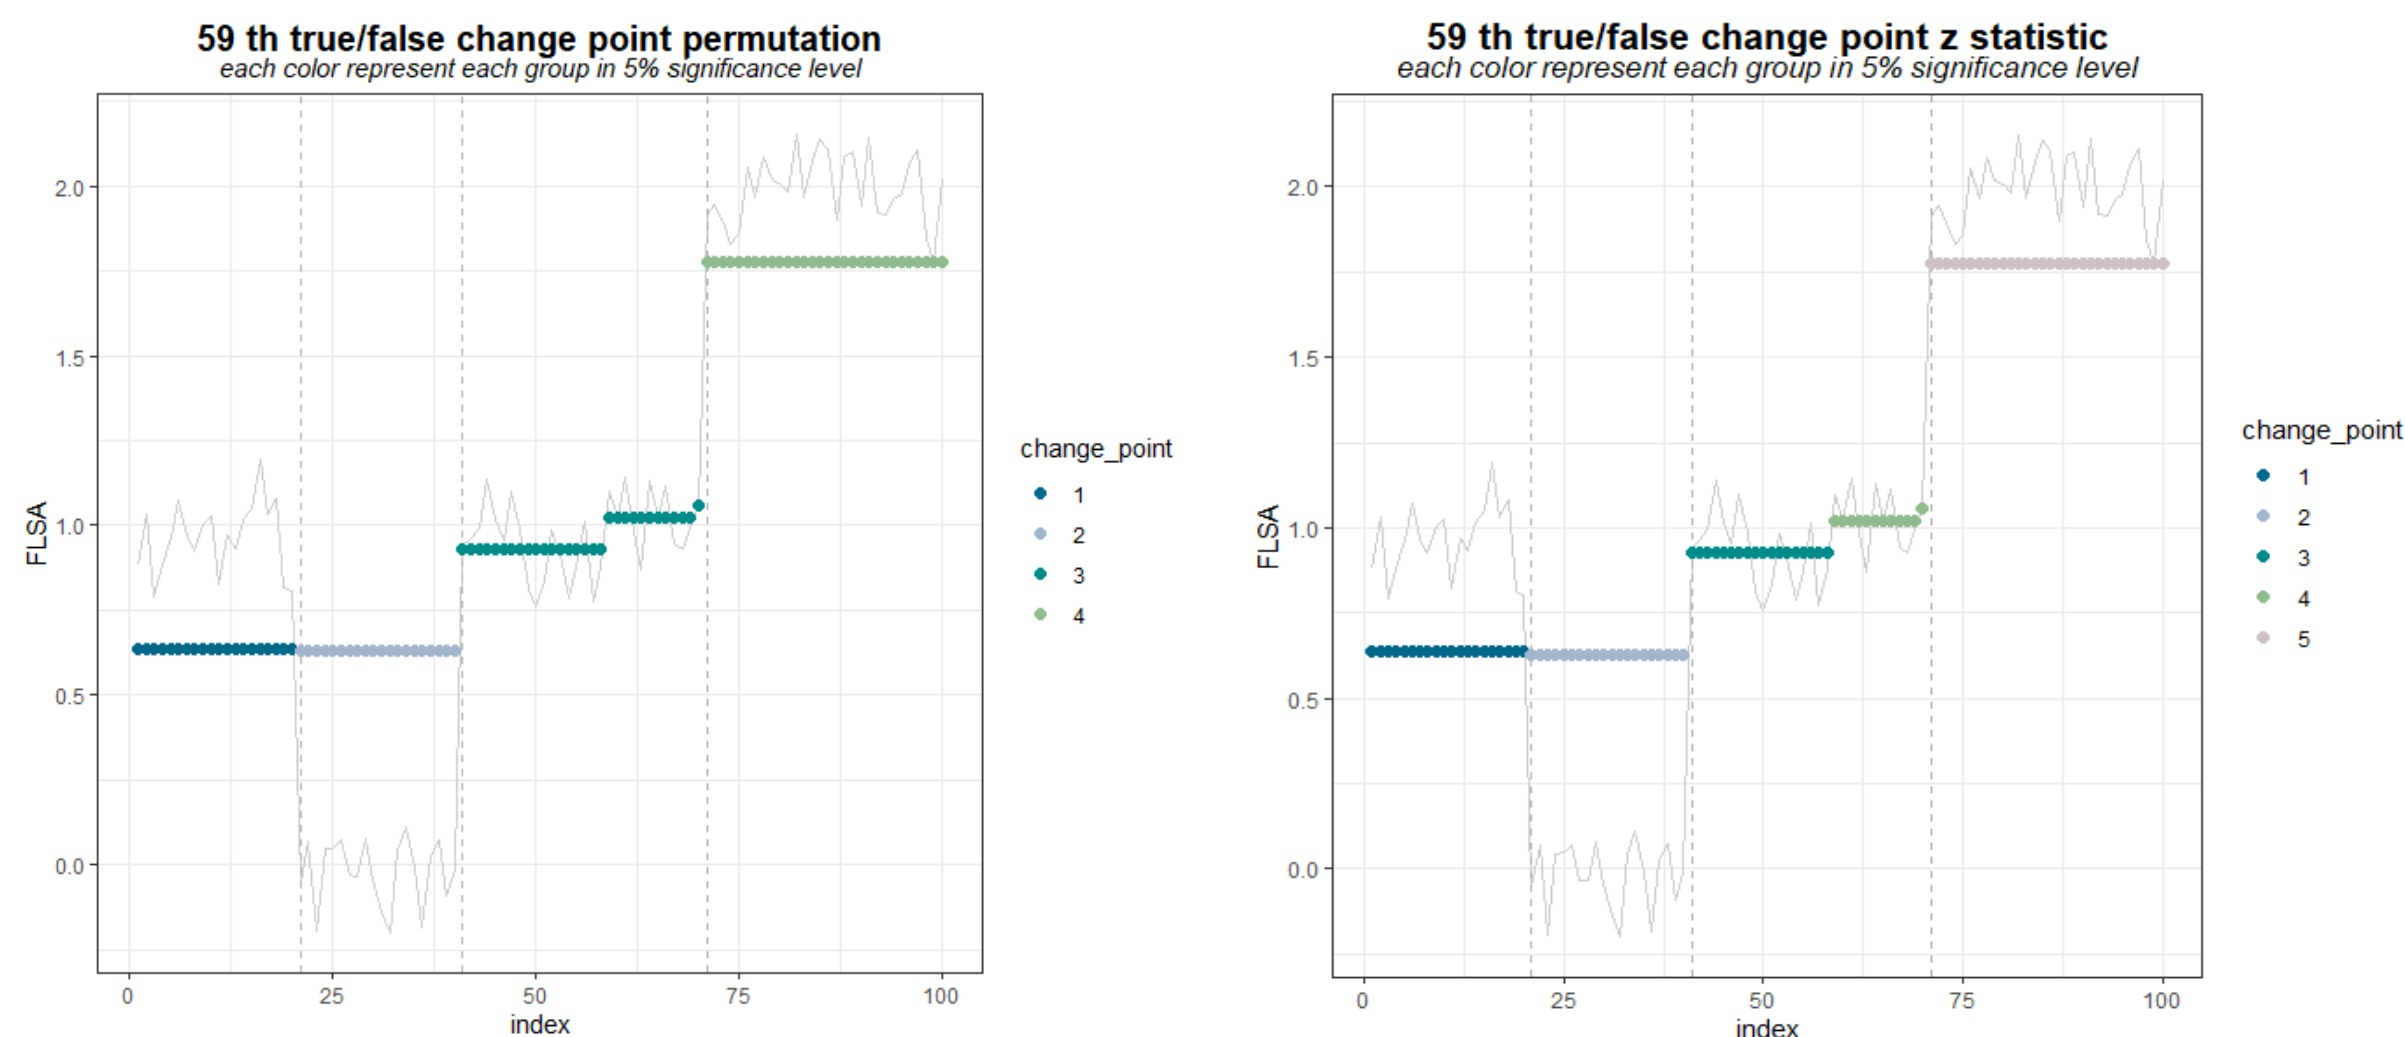 59 th true/false change point permutation
each color represent each group in 5% significance level
FLSA
2.0
1.5
1.0
0.5
0.0
0
25
50
75
100
index
change_point
1
2
3
4
59 th true/false change point z statistic
each color represent each group in 5% significance level
FLSA
2.0
1.5
1.0
0.5
0.0
0
25
50
75
100
index
change_point
1
2
3
4
5